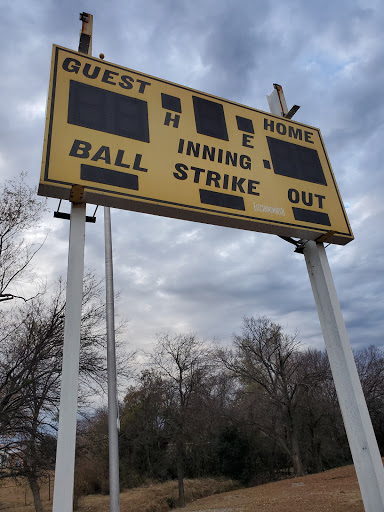 GUEST
H
E
HOME
INNING
BALL
STRIKE
OUT